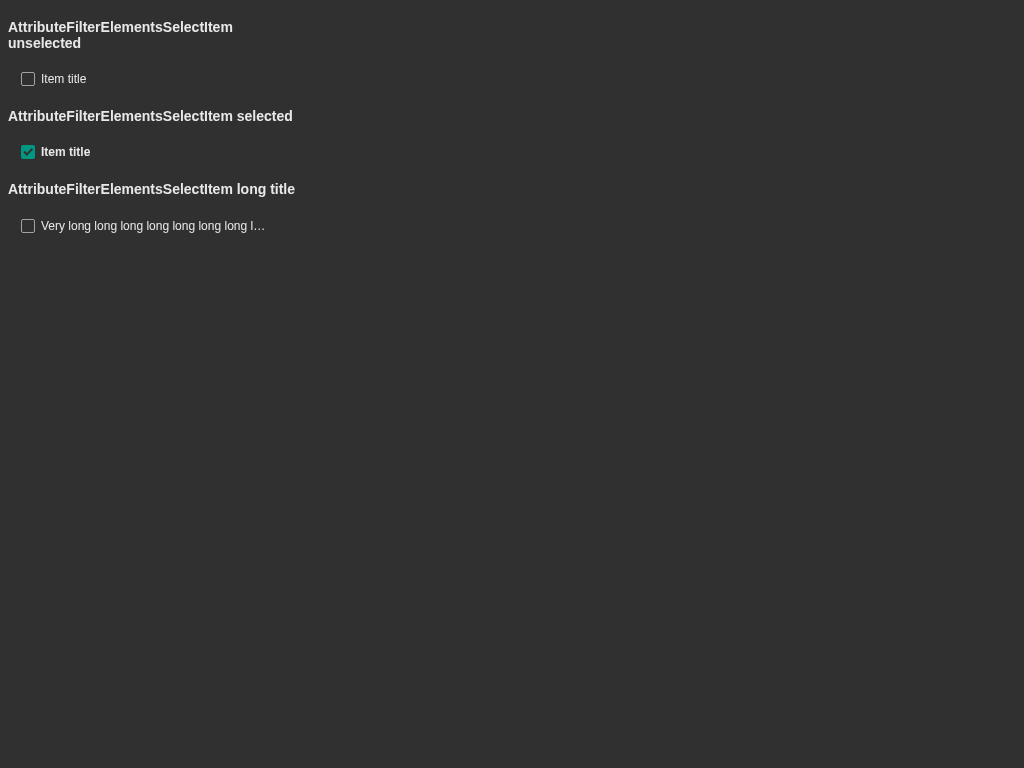 AttributeFilterElementsSelectItem
unselected
Item title
AttributeFilterElementsSelectItem selected
Item title
AttributeFilterElementsSelectItem long title
Very long long long long long long long l…